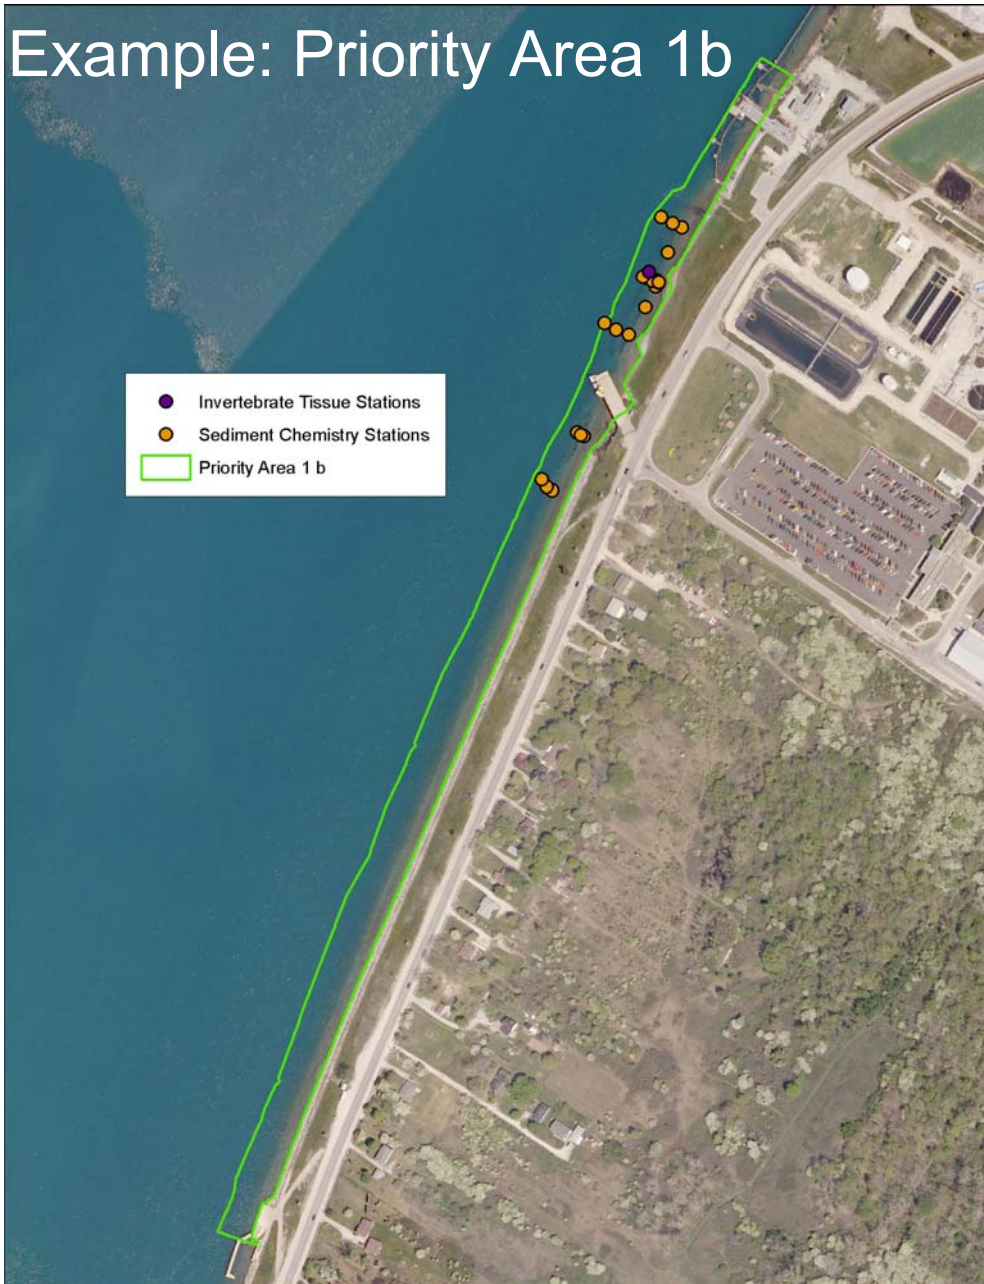 Example: Priority Area 1b
Invertebrate Tissue Stations
Sediment Chemistry Stations
Priority Area 1 b